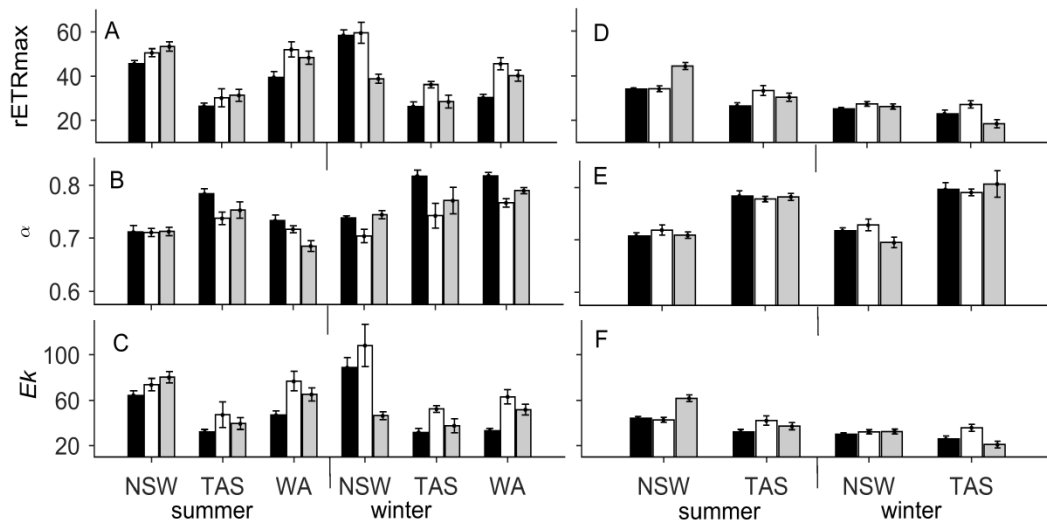 A
D
rETRmax
60
40
20
B
E
α
0.8
0.7
0.6
C
F
Ek
100
60
20
NSW TAS WA NSW TAS WA NSW TAS NSW TAS
summer winter summer winter